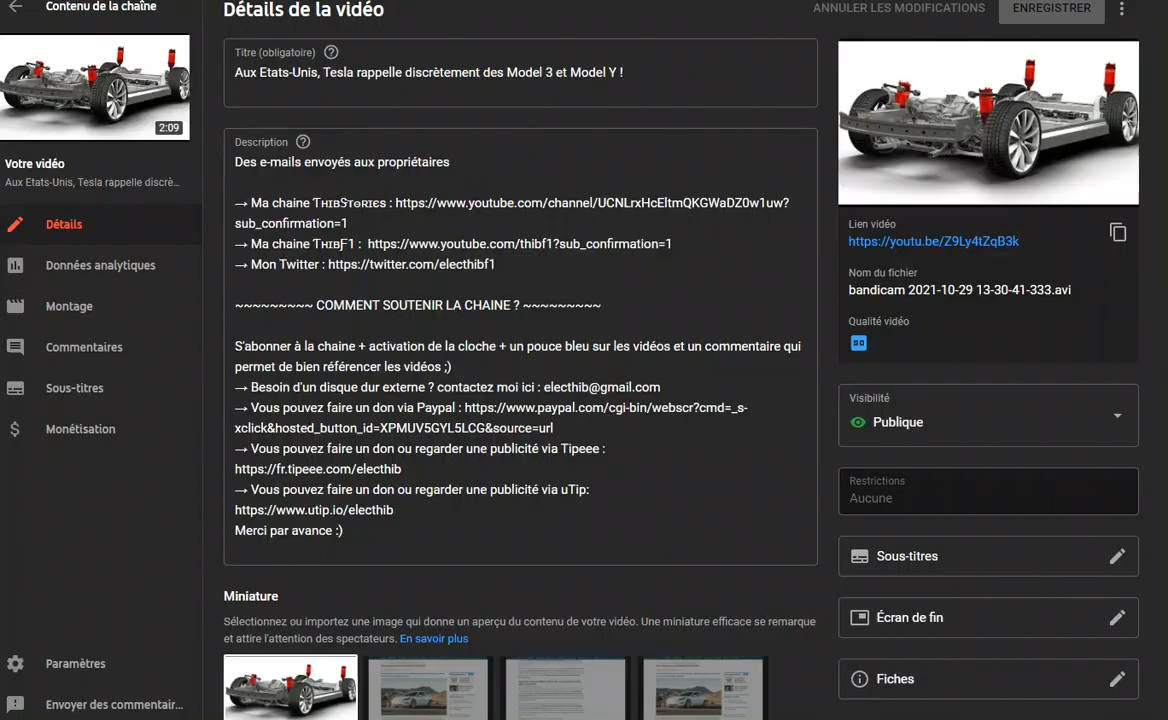 Contenu de la chaîne
Détails de la vidéo
ANNULER LES MODIFICATIONS
ENREGISTRER
2:09
Votre vidéo
Aux Etats-Unis, Tesla rappelle discrè...
Détails
Données analytiques
Montage
Commentaires
Sous-titres
Monétisation
Paramètres
Envoyer des commentair...
Titre (obligatoire)
Aux Etats-Unis, Tesla rappelle discrètement des Model 3 et Model Y !
Description
Des e-mails envoyés aux propriétaires
→ Ma chaine ƬʜɪʙSᴛᴏʀɪᴇs : https://www.youtube.com/channel/UCNLrxHcEltmQKGWaDZ0w1uw?
sub_confirmation=1
→ Ma chaine ƬʜɪʙƑ1 : https://www.youtube.com/thibf1?sub_confirmation=1
→ Mon Twitter : https://twitter.com/electhibf1
~~~~~~~~~ COMMENT SOUTENIR LA CHAINE ? ~~~~~~~~~
S'abonner à la chaine + activation de la cloche + un pouce bleu sur les vidéos et un commentaire qui
permet de bien référencer les vidéos ;)
→ Besoin d'un disque dur externe ? contactez moi ici : electhib@gmail.com
→ Vous pouvez faire un don via Paypal : https://www.paypal.com/cgi-bin/webscr?cmd=_s-
xclick&hosted_button_id=XPMUV5GYL5LCG&source=url
→ Vous pouvez faire un don ou regarder une publicité via Tipeee :
https://fr.tipeee.com/electhib
→ Vous pouvez faire un don ou regarder une publicité via uTip:
https://www.utip.io/electhib
Merci par avance :)
Miniature
Sélectionnez ou importez une image qui donne un aperçu du contenu de votre vidéo. Une miniature efficace se remarque
et attire l'attention des spectateurs. En savoir plus
Lien vidéo
https://youtu.be/Z9Ly4tZqB3k
Nom du fichier
bandicam 2021-10-29 13-30-41-333.avi
Qualité vidéo
SD
Visibilité
Publique
Restrictions
Aucune
Sous-titres
Écran de fin
Fiches